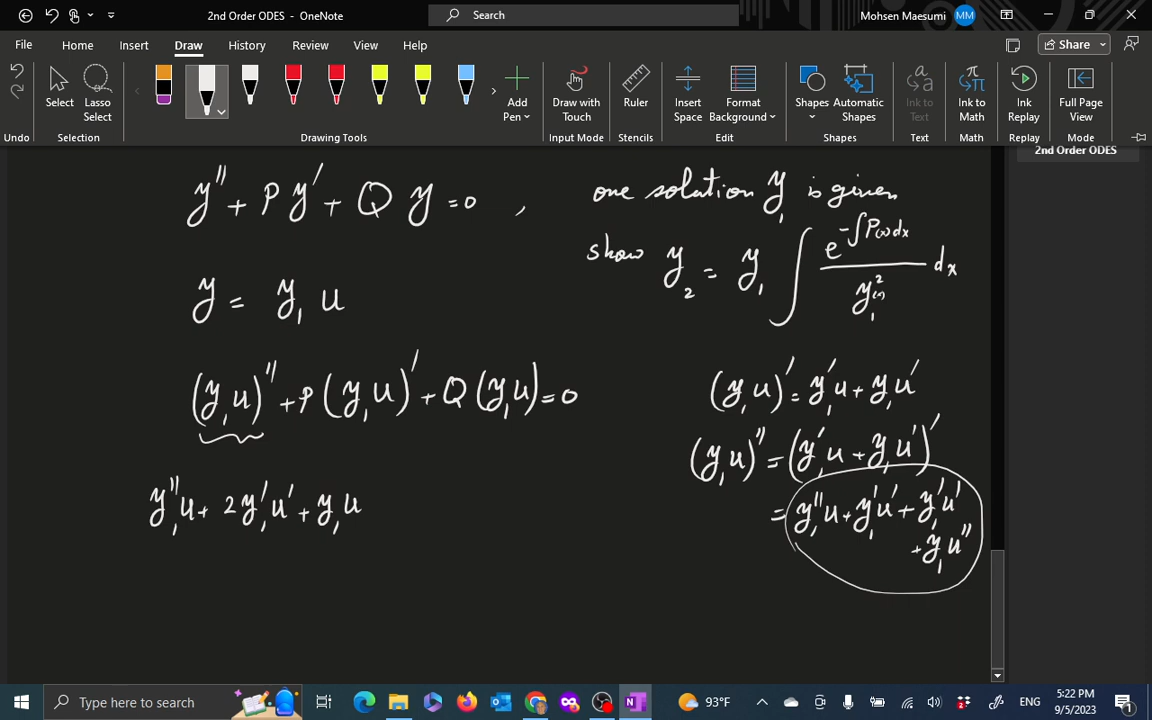 2nd Order ODES - OneNote
Search
Mohsen Maesumi MM
File Home Insert Draw History Review View Help
Share
Select
Lasso Select
Add Pen
Draw with Touch
Ruler
Insert Space
Format Background
Shapes
Automatic Shapes
Ink to Text
Ink to Math
Ink Replay
Full Page View
Undo Selection Drawing Tools Input Mode Stencils Edit Shapes Text Math Replay Mode
2nd Order ODES
y'' + P y' + Q y = 0 , one solution y₁ is given
show y₂ = y₁ ∫ e^(-∫P(x)dx) / y₁²(x) dx
y = y₁ u
(y₁u)'' + P(y₁u)' + Q(y₁u) = 0
(y₁u)' = y₁'u + y₁u'
(y₁u)'' = (y₁'u + y₁u')'
= y₁''u + y₁'u' + y₁'u'
+ y₁u''
y₁''u + 2y₁'u' + y₁u
Type here to search
93°F
ENG
5:22 PM
9/5/2023
1